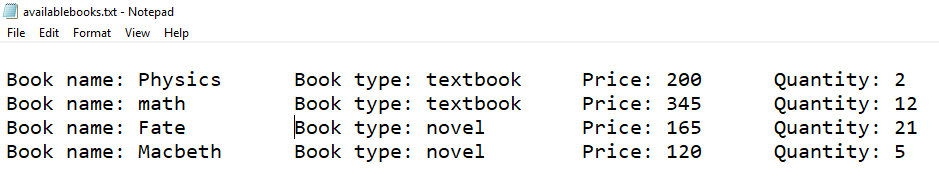 availablebooks.txt - Notepad
File Edit Format View Help
Book name: Physics Book type: textbook Price: 200 Quantity: 2
Book name: math Book type: textbook Price: 345 Quantity: 12
Book name: Fate Book type: novel Price: 165 Quantity: 21
Book name: Macbeth Book type: novel Price: 120 Quantity: 5